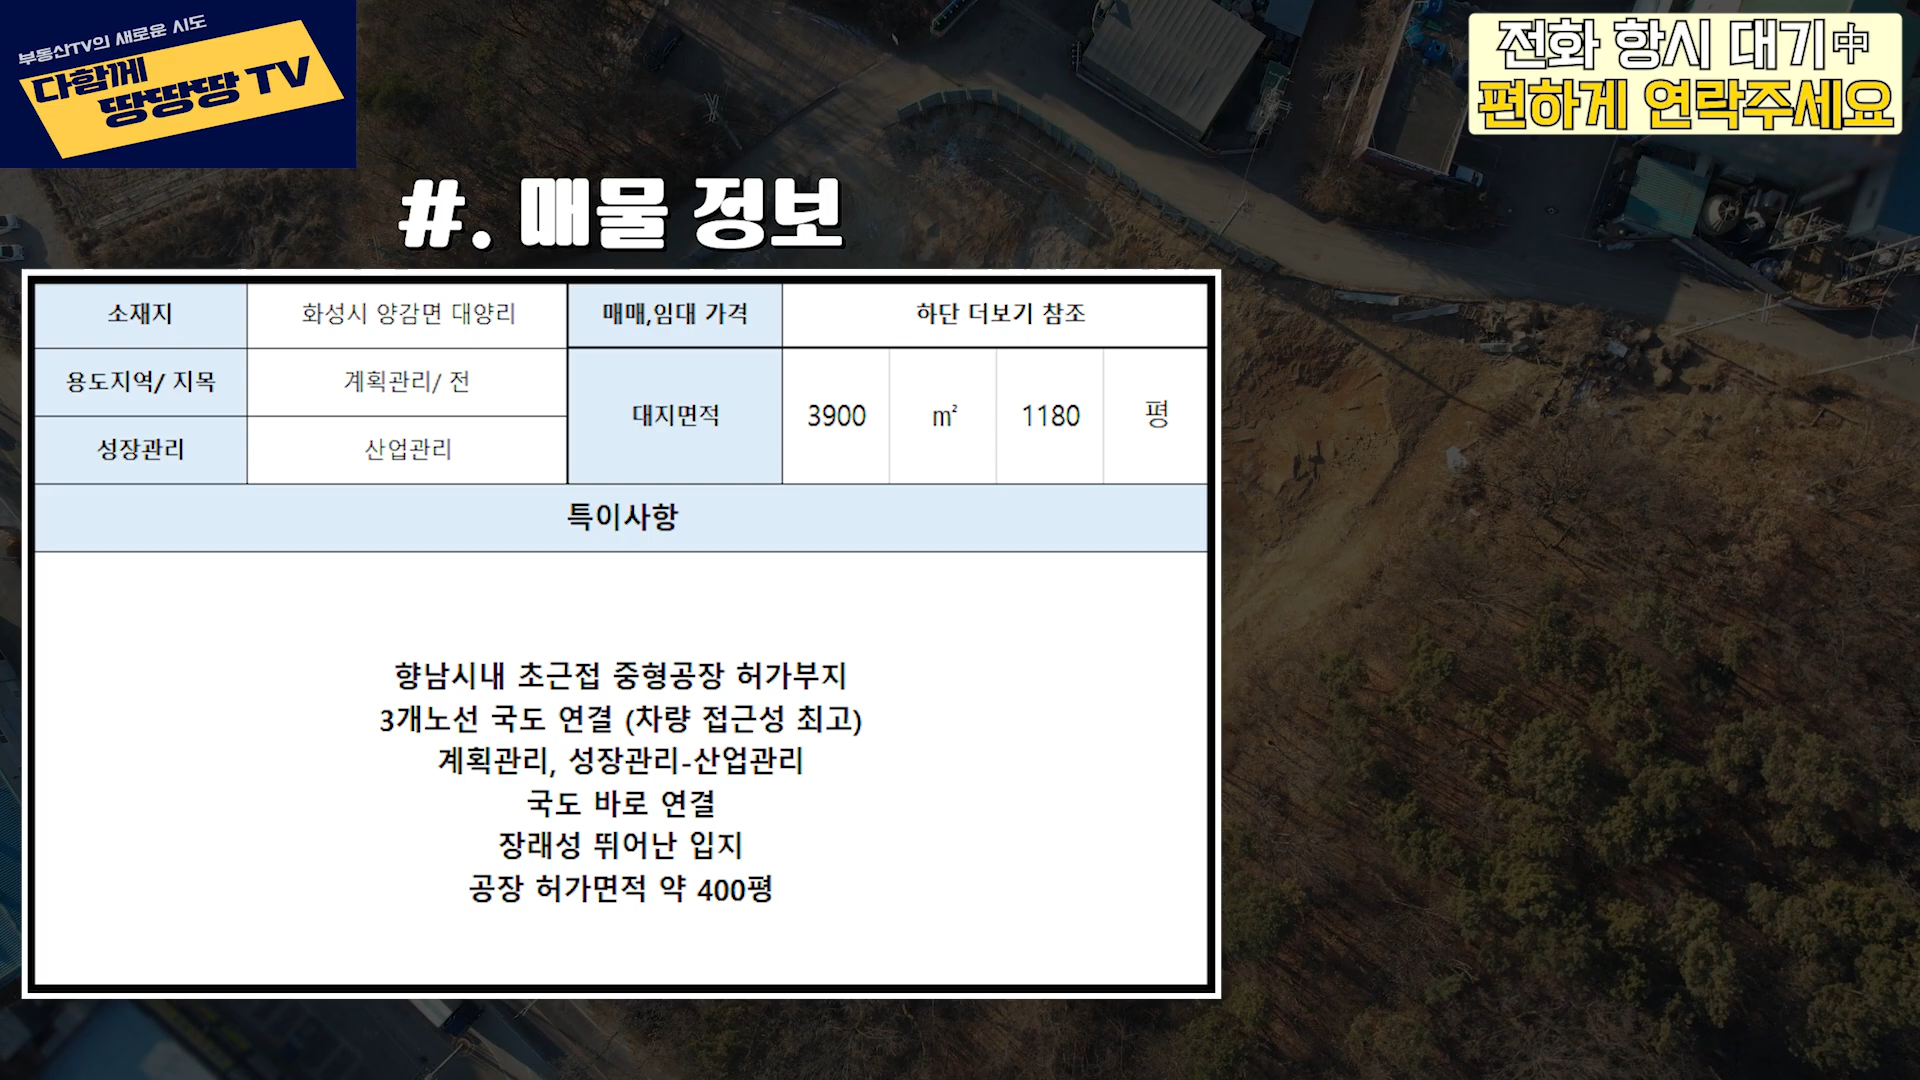 부동산TV의 새로운 시도
다함께
땅땅땅 TV
전화 항시 대기中
편하게 연락주세요
#. 매물 정보
소재지 화성시 양감면 대양리 매매,임대 가격 하단 더보기 참조
용도지역/ 지목 계획관리/ 전 대지면적 3900 ㎡ 1180 평
성장관리 산업관리
특이사항
향남시내 초근접 중형공장 허가부지
3개노선 국도 연결 (차량 접근성 최고)
계획관리, 성장관리-산업관리
국도 바로 연결
장래성 뛰어난 입지
공장 허가면적 약 400평